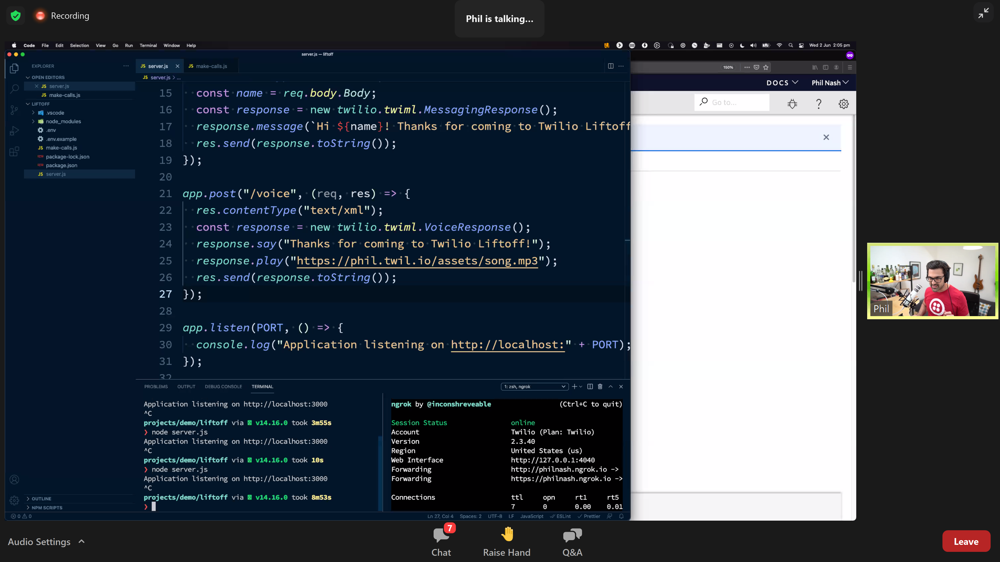 Recording
Phil is talking...
Code File Edit Selection View Go Run Terminal Window Help
Wed 2 Jun 2:05 pm
server.js — liftoff
EXPLORER
OPEN EDITORS
JS server.js
JS make-calls.js
LIFTOFF
.vscode
node_modules
.env
.env.example
JS make-calls.js
package-lock.json
package.json
JS server.js
OUTLINE
NPM SCRIPTS
JS server.js
JS make-calls.js
JS server.js > ...
15 const name = req.body.Body;
16 const response = new twilio.twiml.MessagingResponse();
17 response.message(`Hi ${name}! Thanks for coming to Twilio Liftoff
18 res.send(response.toString());
19 });
20
21 app.post("/voice", (req, res) => {
22 res.contentType("text/xml");
23 const response = new twilio.twiml.VoiceResponse();
24 response.say("Thanks for coming to Twilio Liftoff!");
25 response.play("https://phil.twil.io/assets/song.mp3");
26 res.send(response.toString());
27 });
28
29 app.listen(PORT, () => {
30 console.log("Application listening on http://localhost:" + PORT);
31 });
32
PROBLEMS OUTPUT DEBUG CONSOLE TERMINAL
1: zsh, ngrok
Application listening on http://localhost:3000
^C
projects/demo/liftoff via v14.16.0 took 3m55s
❯ node server.js
Application listening on http://localhost:3000
^C
projects/demo/liftoff via v14.16.0 took 10s
❯ node server.js
Application listening on http://localhost:3000
^C
projects/demo/liftoff via v14.16.0 took 8m53s
❯
ngrok by @inconshreveable (Ctrl+C to quit)
Session Status online
Account Twilio (Plan: Twilio)
Version 2.3.40
Region United States (us)
Web Interface http://127.0.0.1:4040
Forwarding http://philnash.ngrok.io ->
Forwarding https://philnash.ngrok.io ->
Connections ttl opn rt1 rt5
7 0 0.00 0.01
0 0
Ln 27, Col 4 Spaces: 2 UTF-8 LF JavaScript ESLint Prettier
150%
DOCS
Phil Nash
Go to...
Phil
Audio Settings
7
Chat
Raise Hand
Q&A
Leave